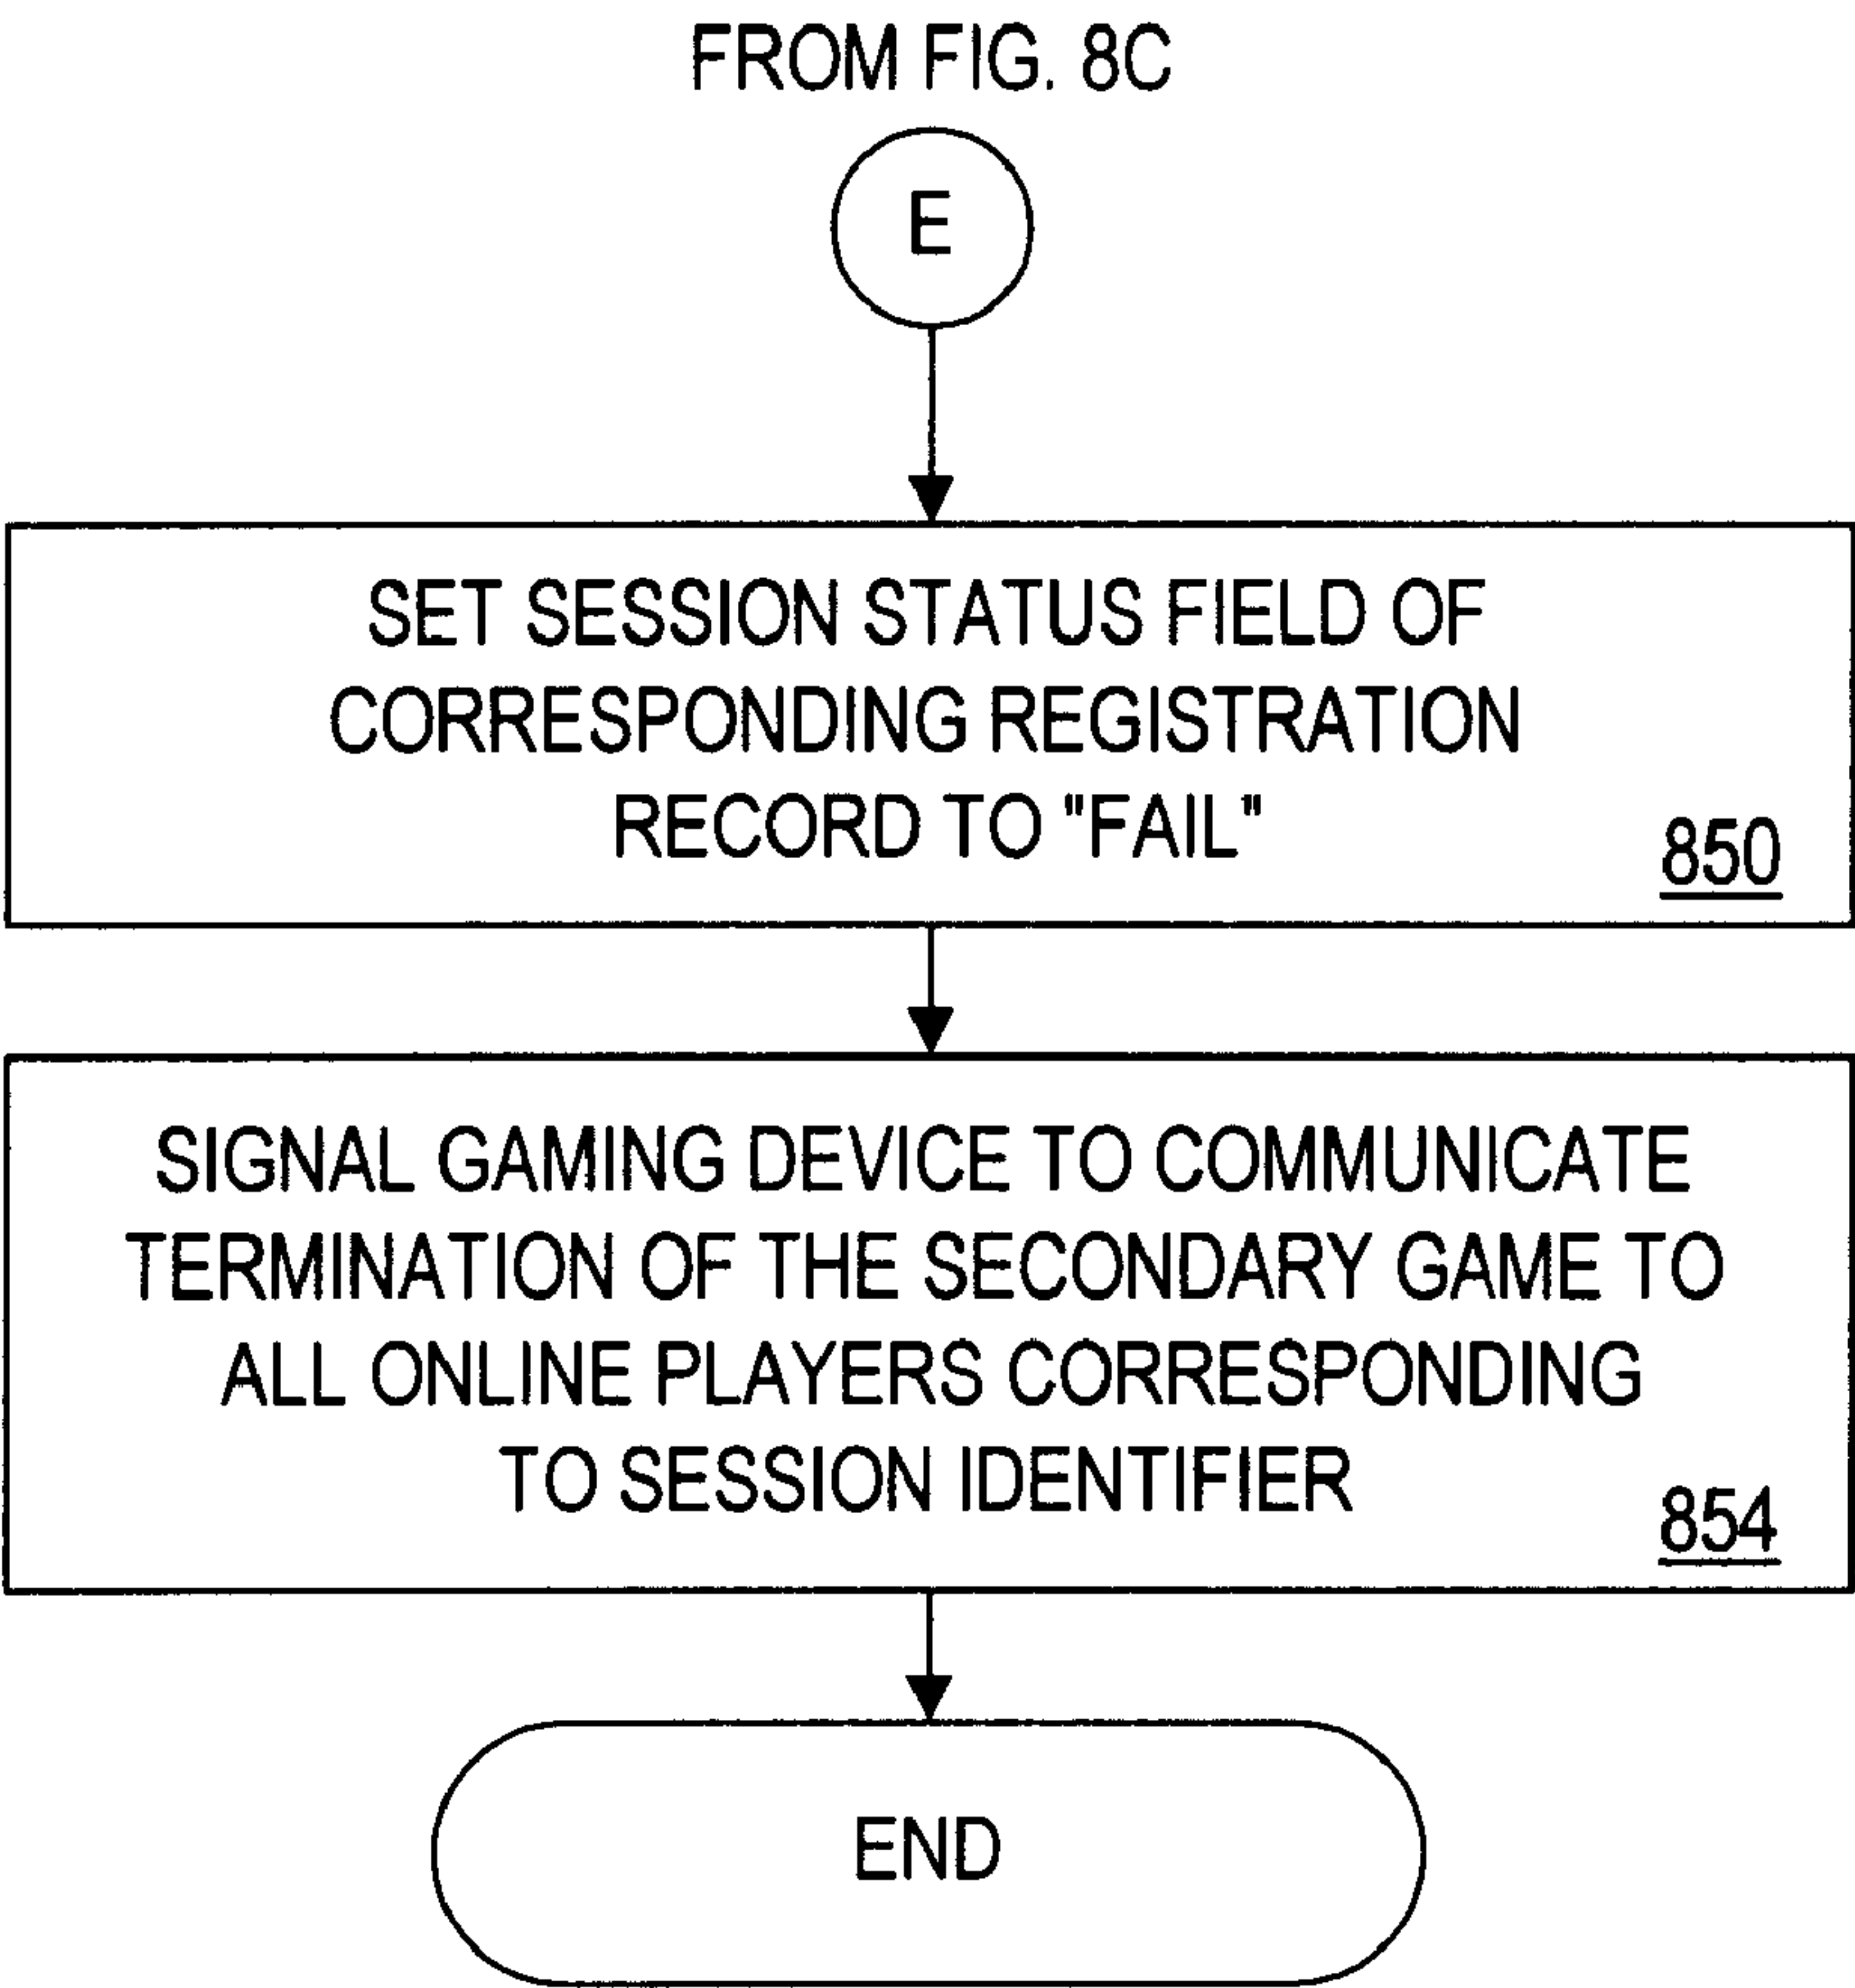 FROM FIG. 8C
E
SET SESSION STATUS FIELD OF
CORRESPONDING REGISTRATION
RECORD TO "FAIL"
850
SIGNAL GAMING DEVICE TO COMMUNICATE
TERMINATION OF THE SECONDARY GAME TO
ALL ONLINE PLAYERS CORRESPONDING
TO SESSION IDENTIFIER
854
END